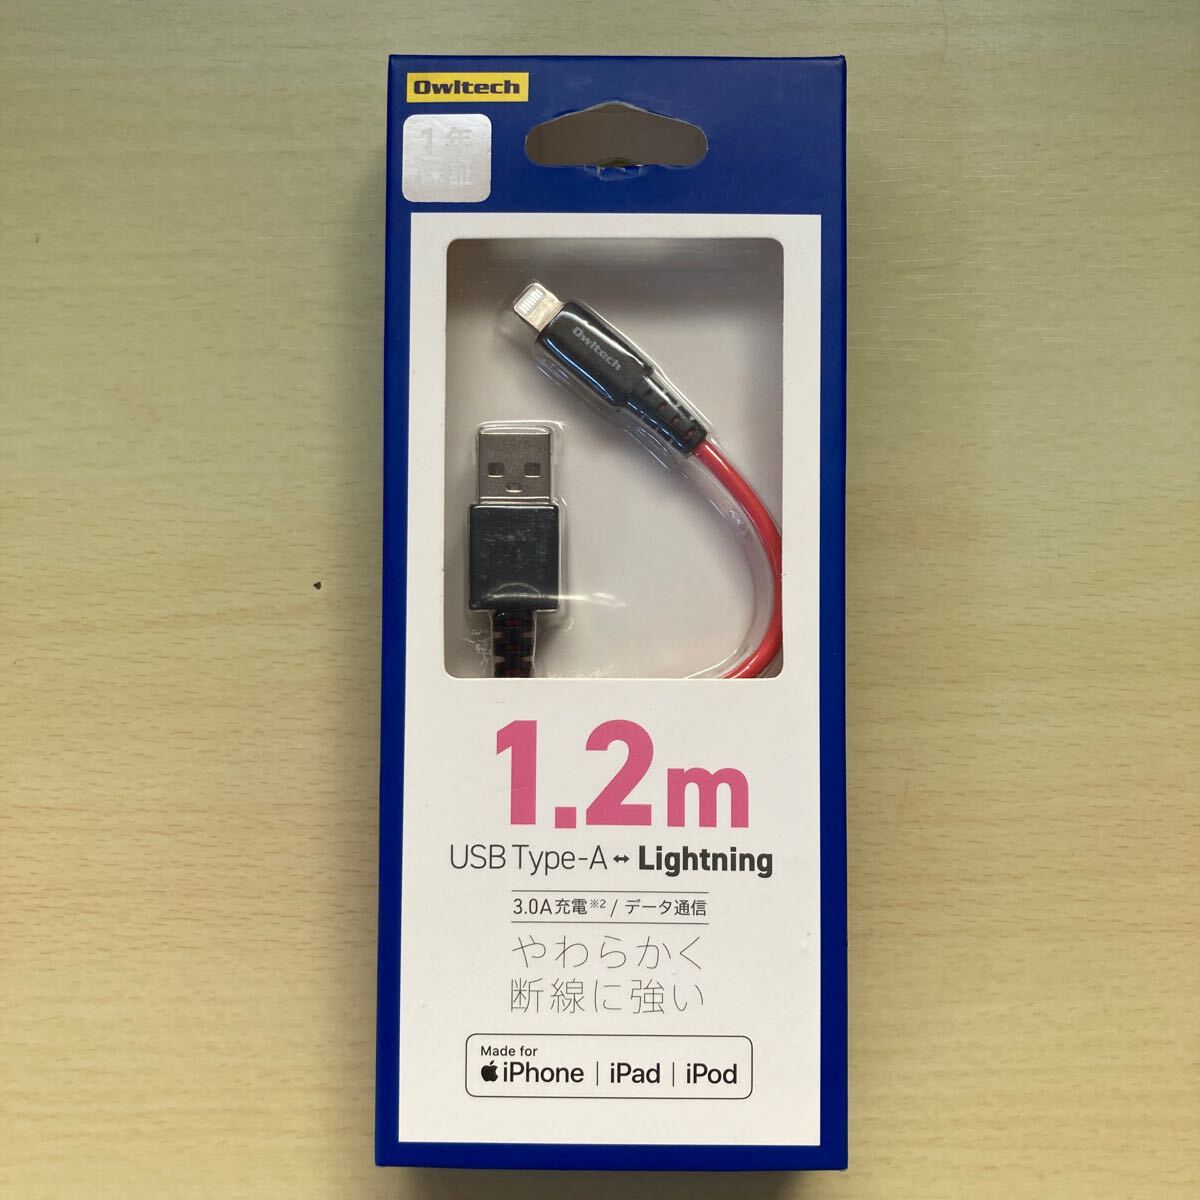 Owltech
1年
保証
Owltech
1.2m
USB Type-A ↔ Lightning
3.0A充電※2 / データ通信
やわらかく
断線に強い
Made for
iPhone | iPad | iPod